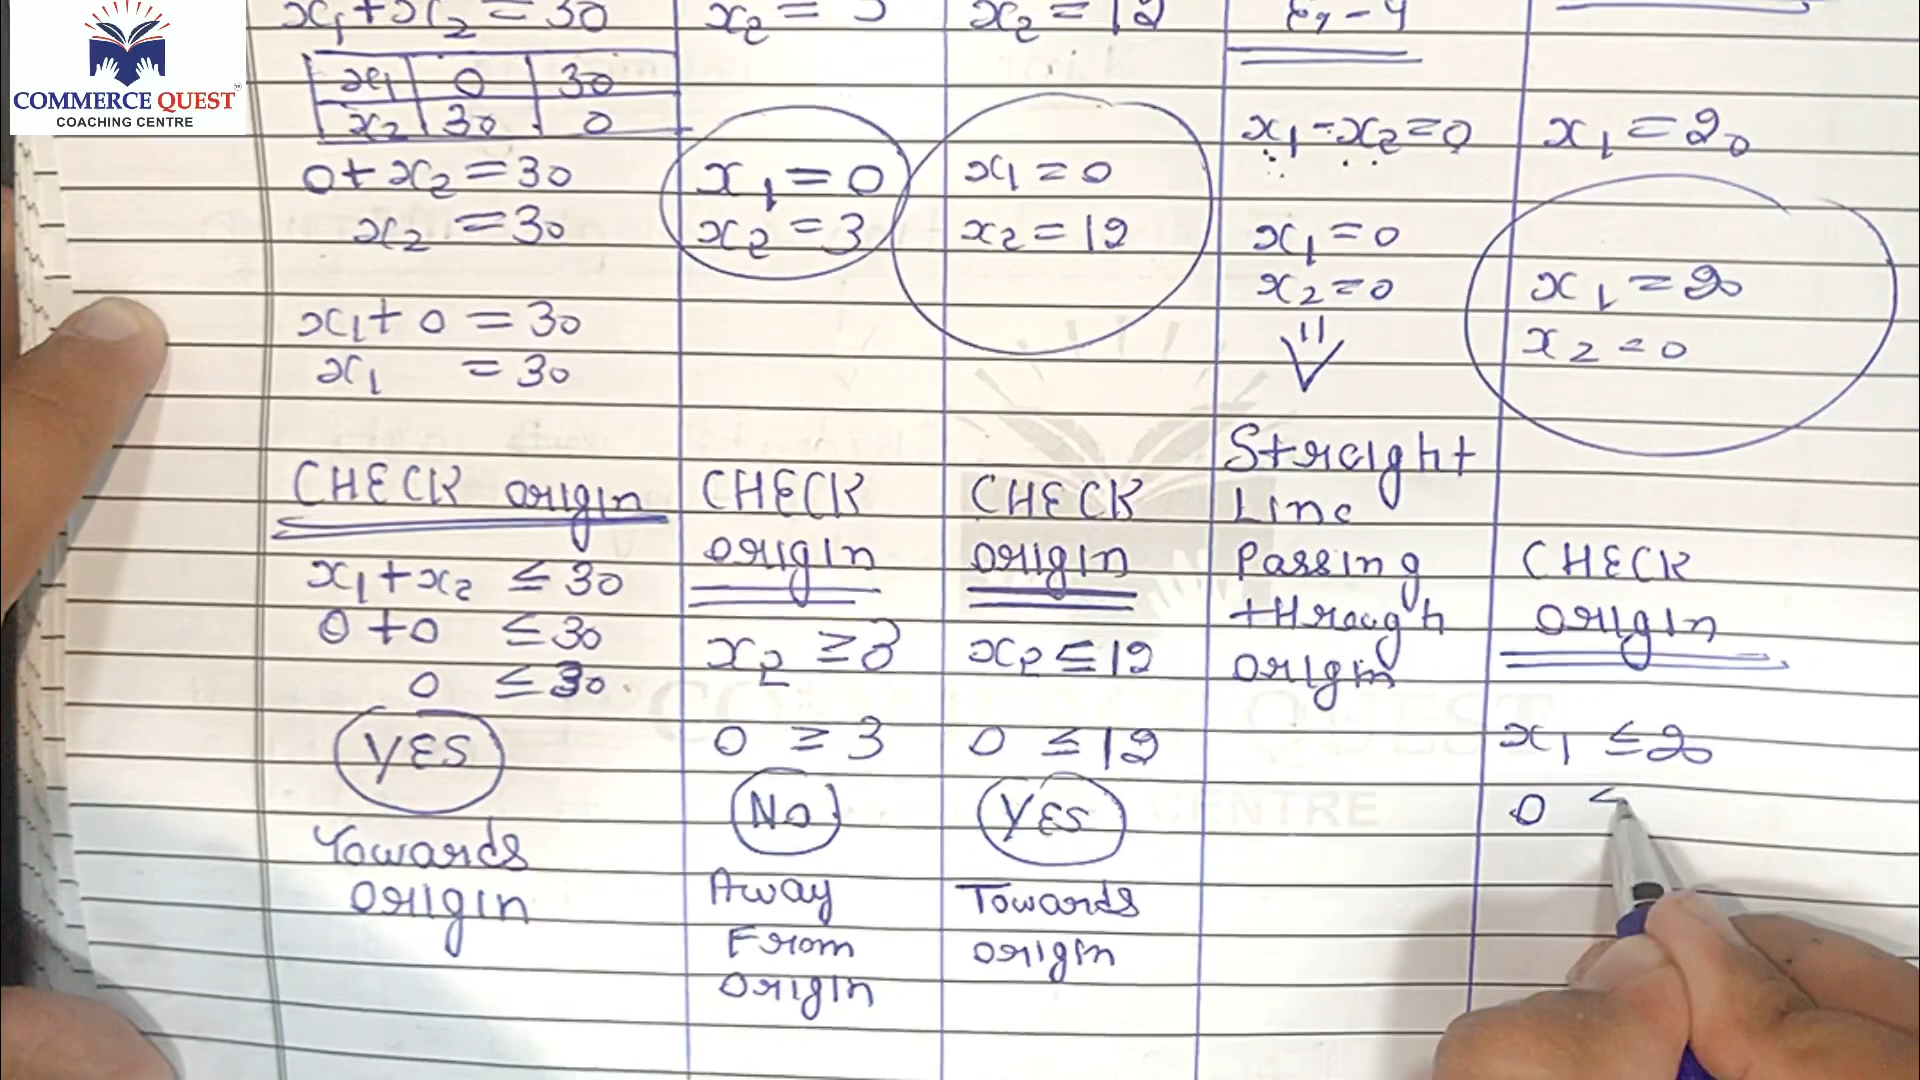 COMMERCE QUEST
COACHING CENTRE
x₁+x₂ = 30
x₁ 0 30
x₂ 30 0
0+x₂ = 30
x₂ = 30
x₁+0 = 30
x₁ = 30
CHECK origin
x₁+x₂ ≤ 30
0+0 ≤ 30
0 ≤ 30
YES
Towards
origin
x₁ = 0
x₂ = 3
CHECK
origin
x₂ ≥ 3
0 ≥ 3
No
Away
From
origin
x₂ = 12
x₁ = 0
x₂ = 12
CHECK
origin
x₂ ≤ 12
0 ≤ 12
YES
Towards
origin
x₁-x₂=0
x₁ = 0
x₂ = 0
Straight
Line
Passing
through
origin
x₁ = 20
x₁ = 20
x₂ = 0
CHECK
origin
x₁ ≤ 20
0 <
CENTRE